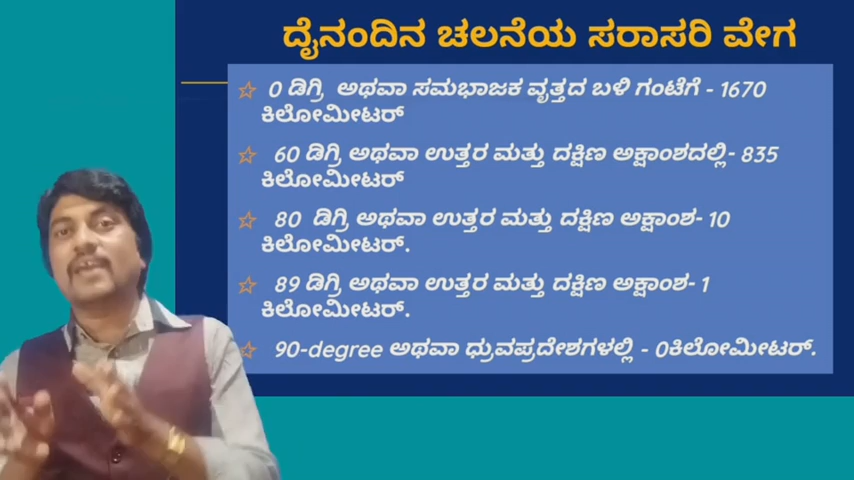 ದೈನಂದಿನ ಚಲನೆಯ ಸರಾಸರಿ ವೇಗ
0 ಡಿಗ್ರಿ ಅಥವಾ ಸಮಭಾಜಕ ವೃತ್ತದ ಬಳಿ ಗಂಟೆಗೆ - 1670
ಕಿಲೋಮೀಟರ್
60 ಡಿಗ್ರಿ ಅಥವಾ ಉತ್ತರ ಮತ್ತು ದಕ್ಷಿಣ ಅಕ್ಷಾಂಶದಲ್ಲಿ- 835
ಕಿಲೋಮೀಟರ್
80 ಡಿಗ್ರಿ ಅಥವಾ ಉತ್ತರ ಮತ್ತು ದಕ್ಷಿಣ ಅಕ್ಷಾಂಶ- 10
ಕಿಲೋಮೀಟರ್.
89 ಡಿಗ್ರಿ ಅಥವಾ ಉತ್ತರ ಮತ್ತು ದಕ್ಷಿಣ ಅಕ್ಷಾಂಶ- 1
ಕಿಲೋಮೀಟರ್.
90-degree ಅಥವಾ ಧ್ರುವಪ್ರದೇಶಗಳಲ್ಲಿ - 0ಕಿಲೋಮೀಟರ್.